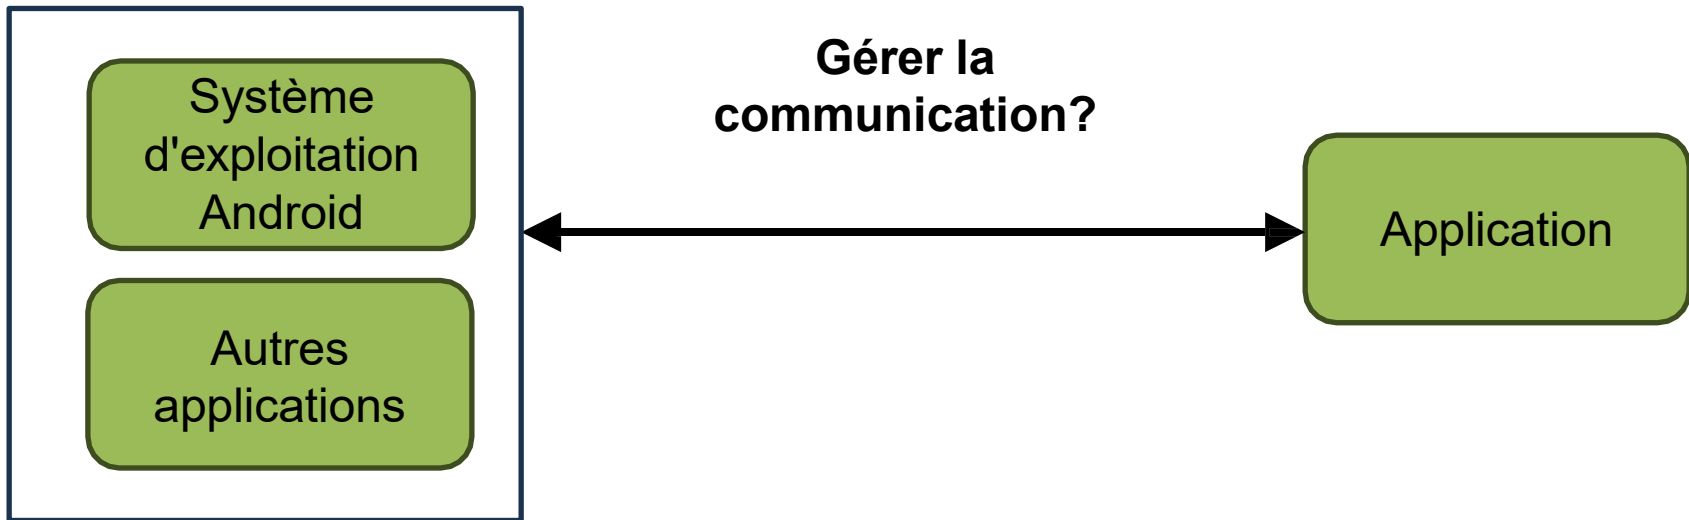 Système
d'exploitation
Android
Autres
applications
Gérer la
communication?
Application